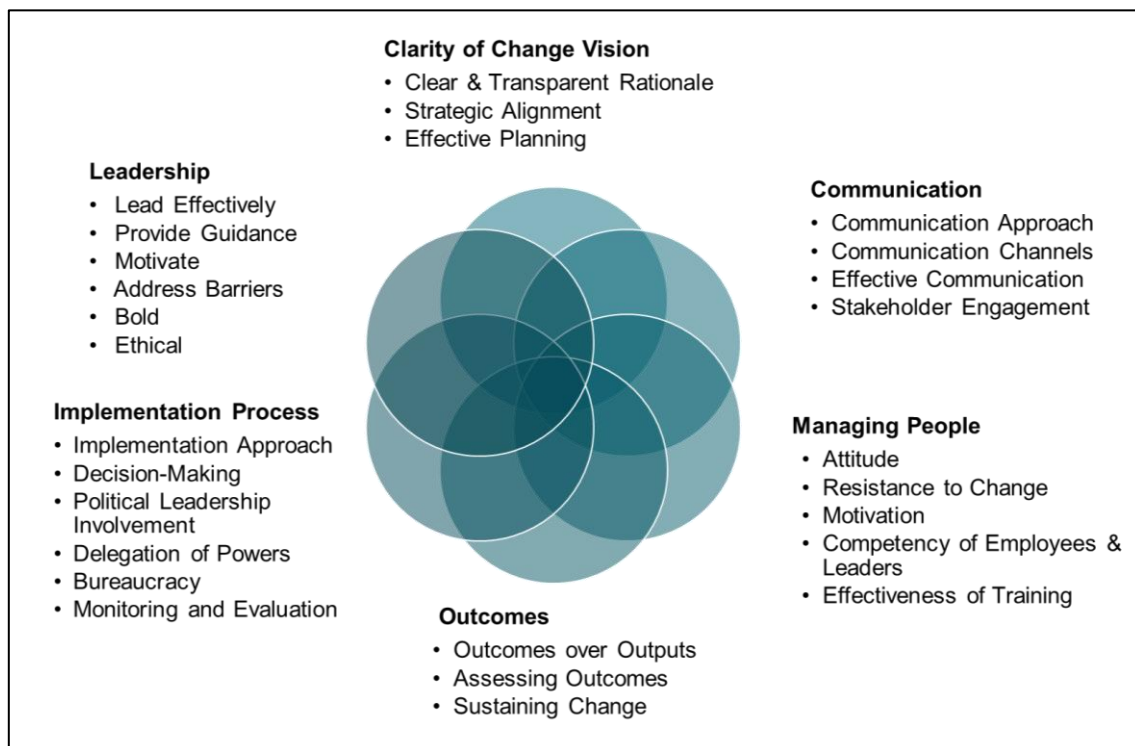 Clarity of Change Vision
• Clear & Transparent Rationale
• Strategic Alignment
• Effective Planning
Leadership
• Lead Effectively
• Provide Guidance
• Motivate
• Address Barriers
• Bold
• Ethical
Communication
• Communication Approach
• Communication Channels
• Effective Communication
• Stakeholder Engagement
Implementation Process
• Implementation Approach
• Decision-Making
• Political Leadership
Involvement
• Delegation of Powers
• Bureaucracy
• Monitoring and Evaluation
Managing People
• Attitude
• Resistance to Change
• Motivation
• Competency of Employees &
Leaders
• Effectiveness of Training
Outcomes
• Outcomes over Outputs
• Assessing Outcomes
• Sustaining Change